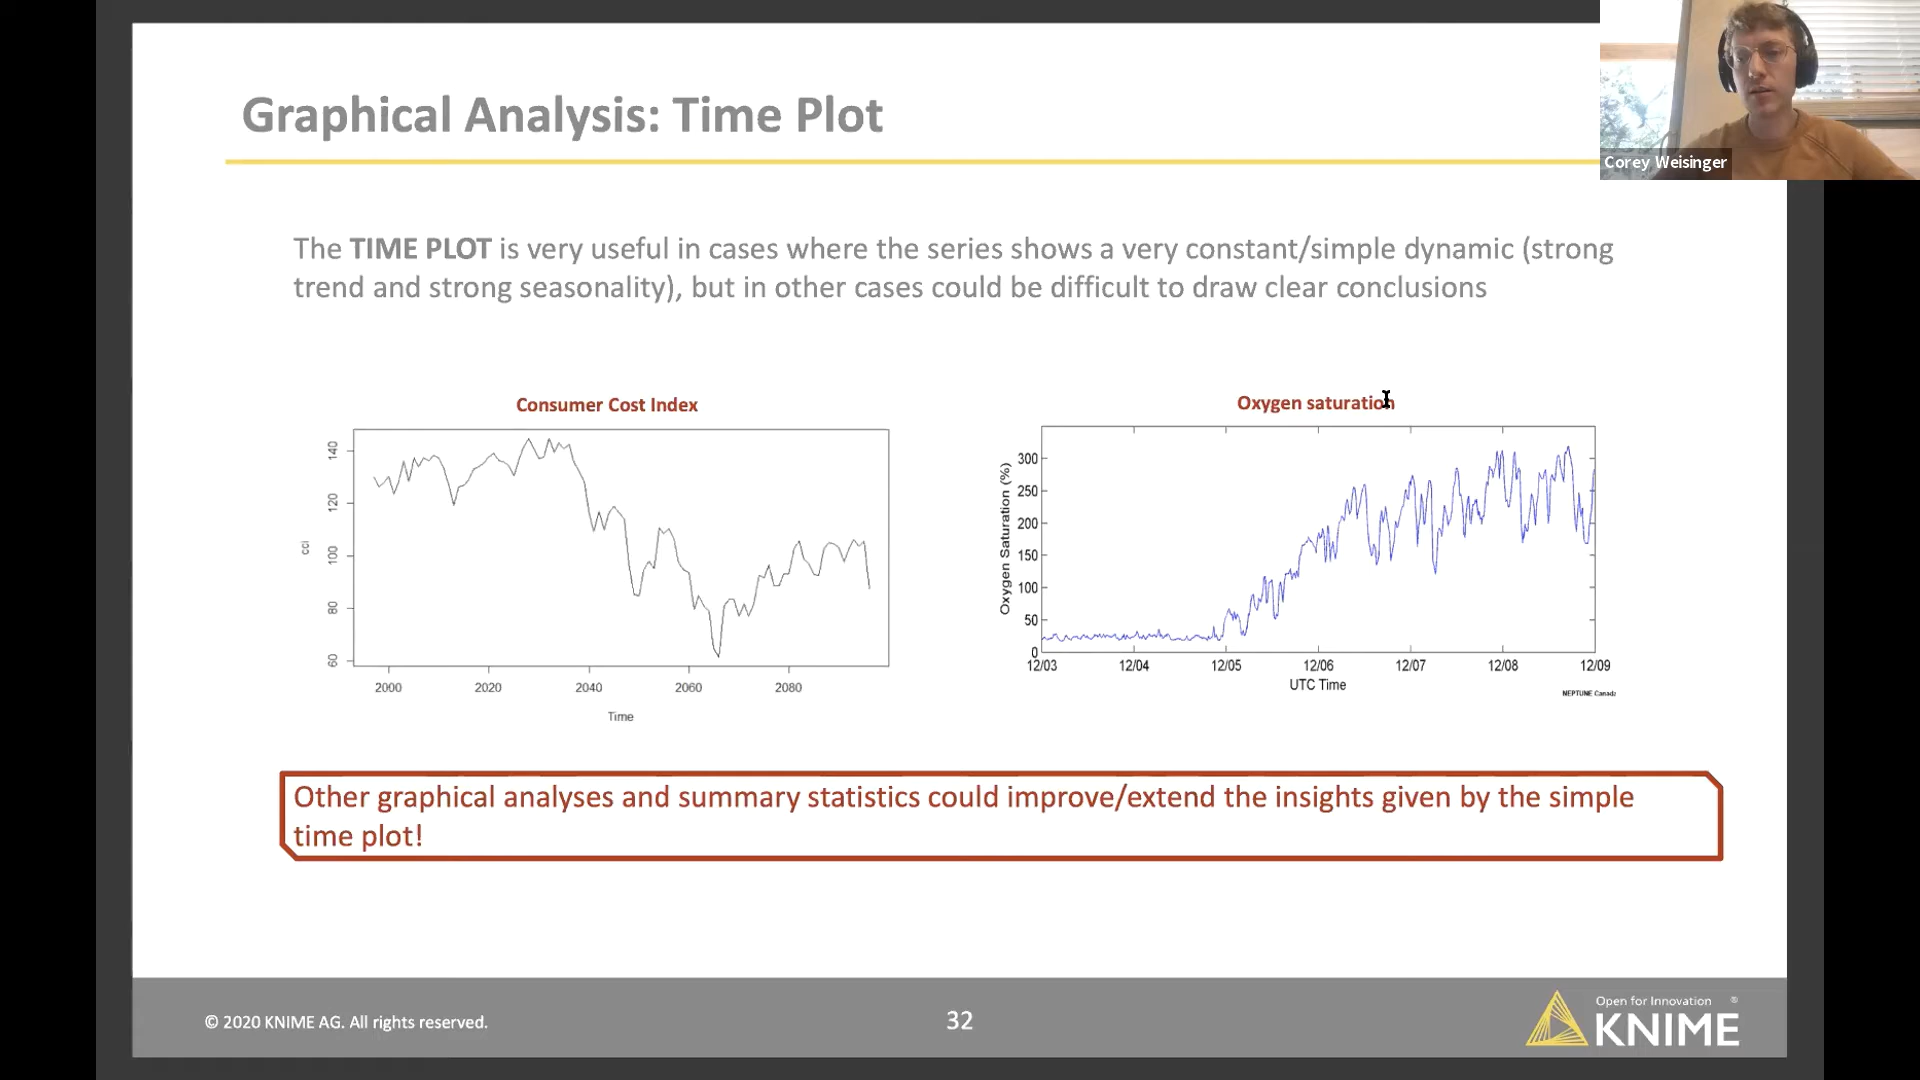 Graphical Analysis: Time Plot
Corey Weisinger
The TIME PLOT is very useful in cases where the series shows a very constant/simple dynamic (strong
trend and strong seasonality), but in other cases could be difficult to draw clear conclusions
Consumer Cost Index
140
120
100
80
60
cci
2000 2020 2040 2060 2080
Time
Oxygen saturation
Oxygen Saturation (%)
300
250
200
150
100
50
0
12/03 12/04 12/05 12/06 12/07 12/08 12/09
UTC Time
NEPTUNE Canada
Other graphical analyses and summary statistics could improve/extend the insights given by the simple
time plot!
© 2020 KNIME AG. All rights reserved.
32
Open for Innovation ®
KNIME